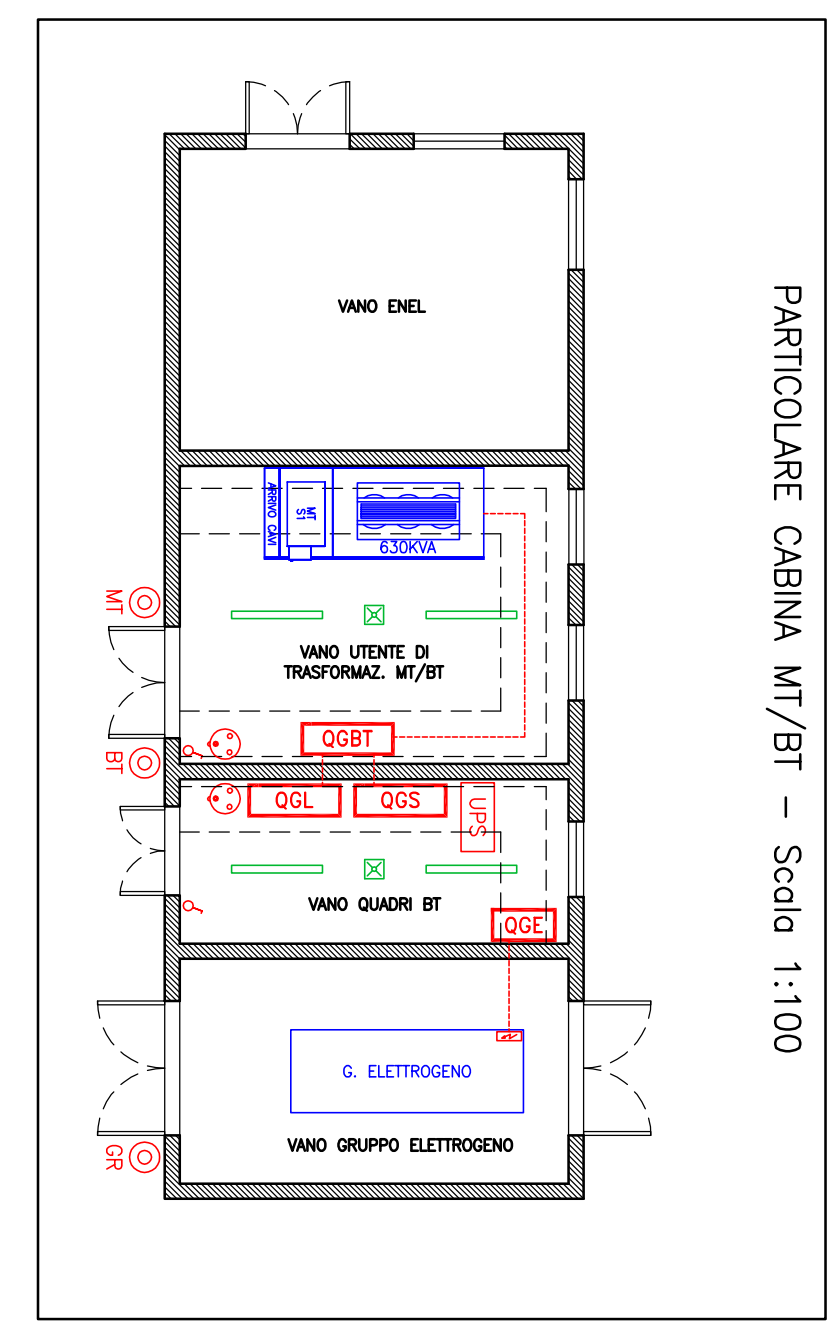 PARTICOLARE CABINA MT/BT - Scala 1:100
VANO ENEL
ARRIVO CAVI
MT
S1
630KVA
MT
VANO UTENTE DI
TRASFORMAZ. MT/BT
QGBT
BT
QGL
QGS
UPS
VANO QUADRI BT
QGE
G. ELETTROGENO
VANO GRUPPO ELETTROGENO
GR